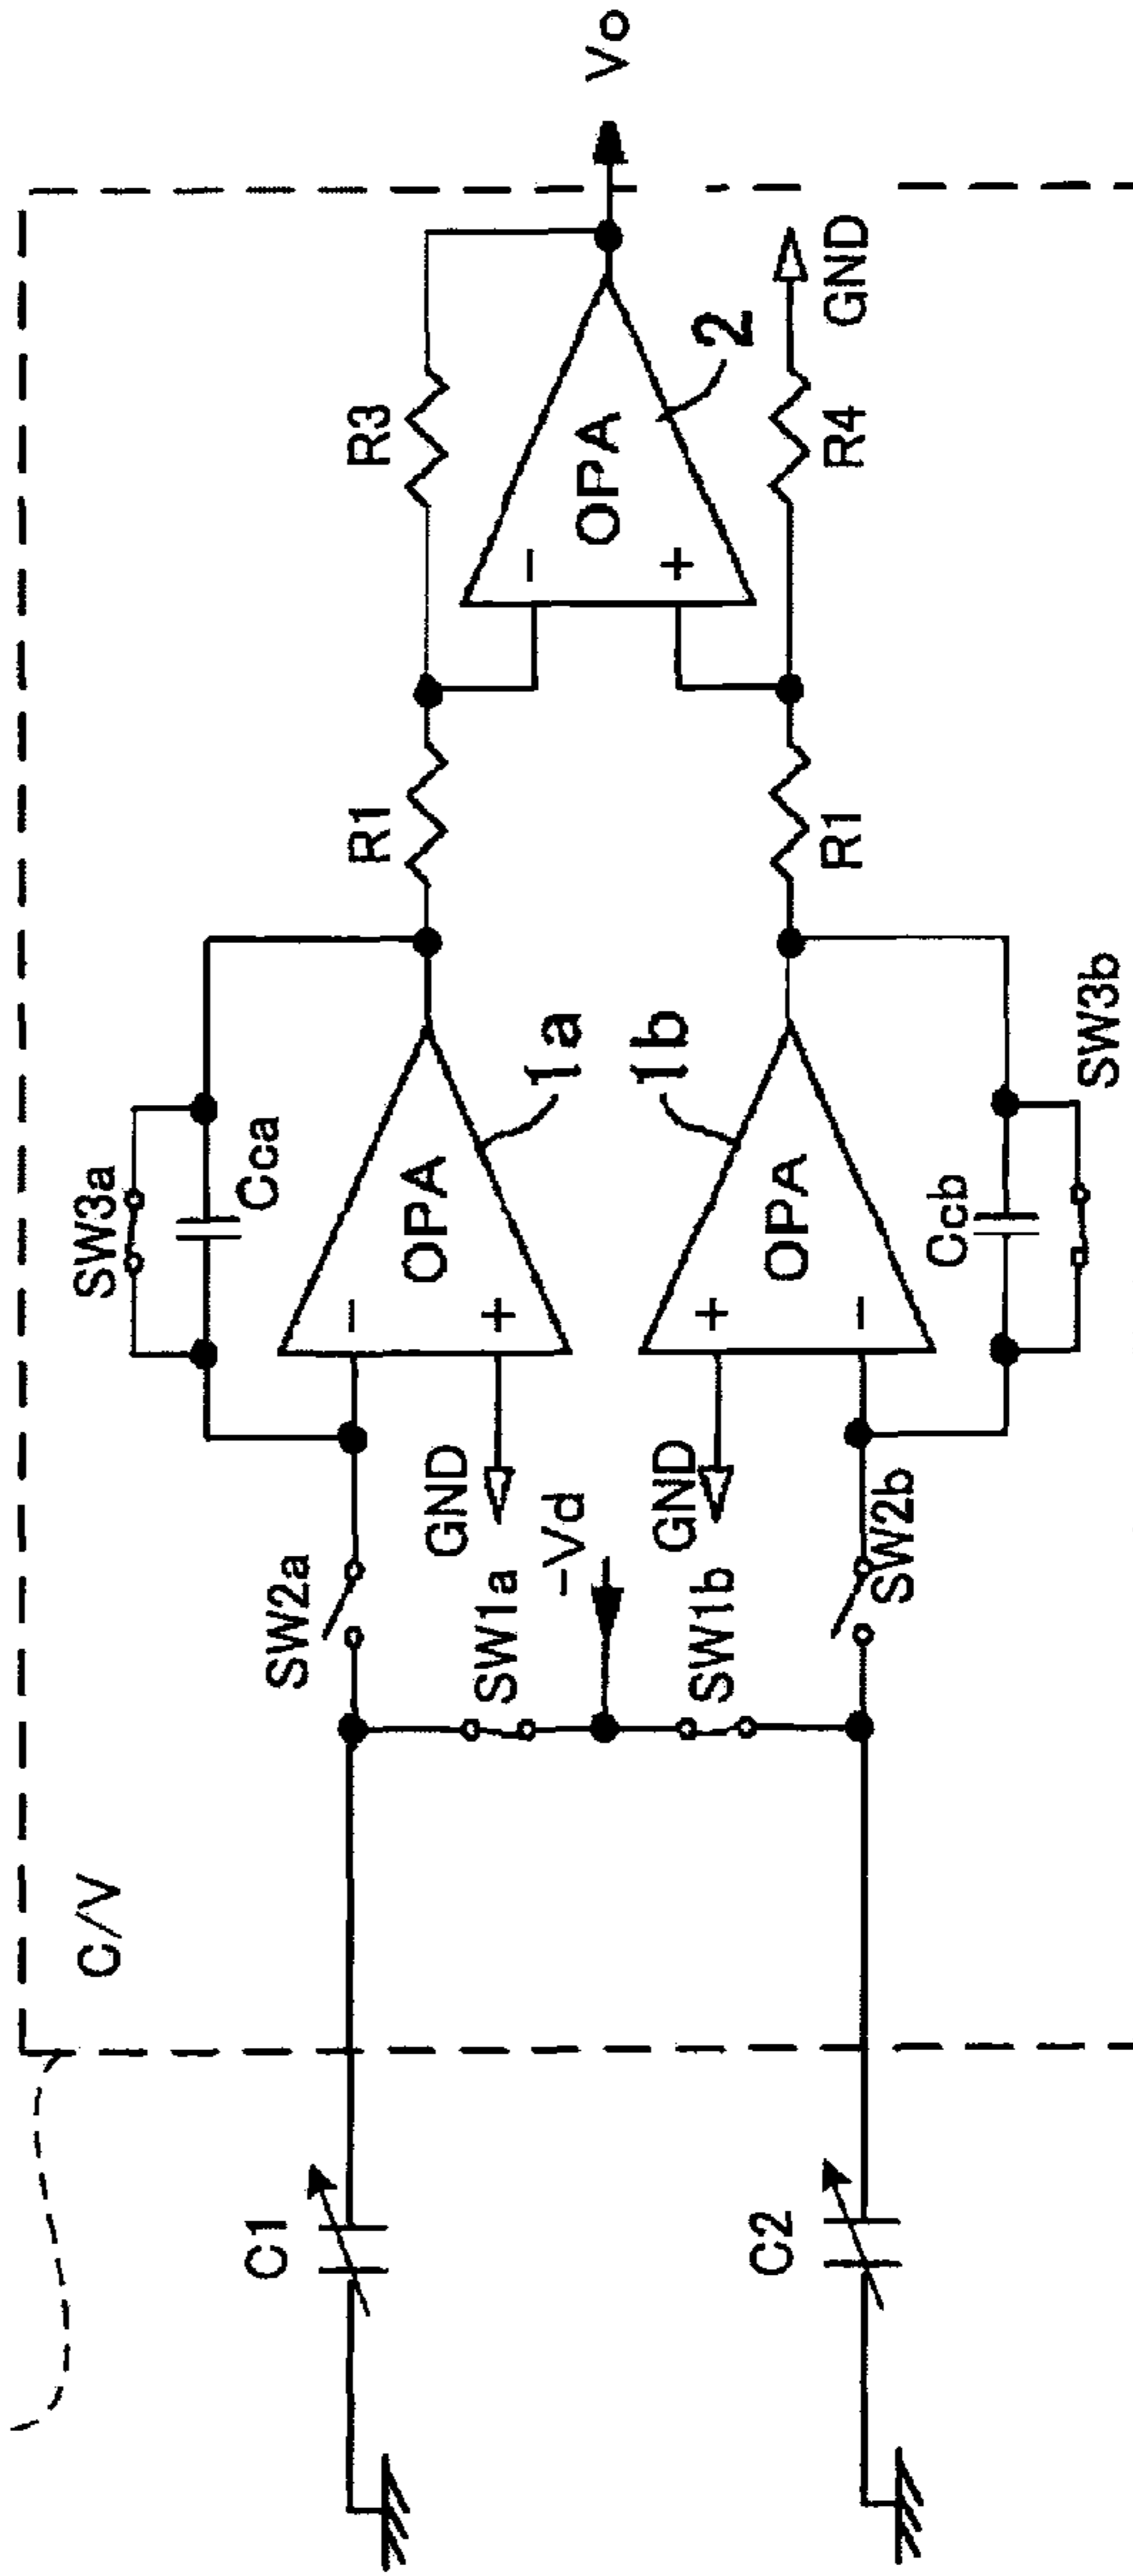 C/V
SW3a
Cca
R1
R3
Vo
C1
SW2a
OPA
1a
OPA
2
GND
SW1a
-Vd
SW1b
GND
OPA
1b
R1
R4
GND
C2
SW2b
Ccb
SW3b
-
+
+
-
-
+